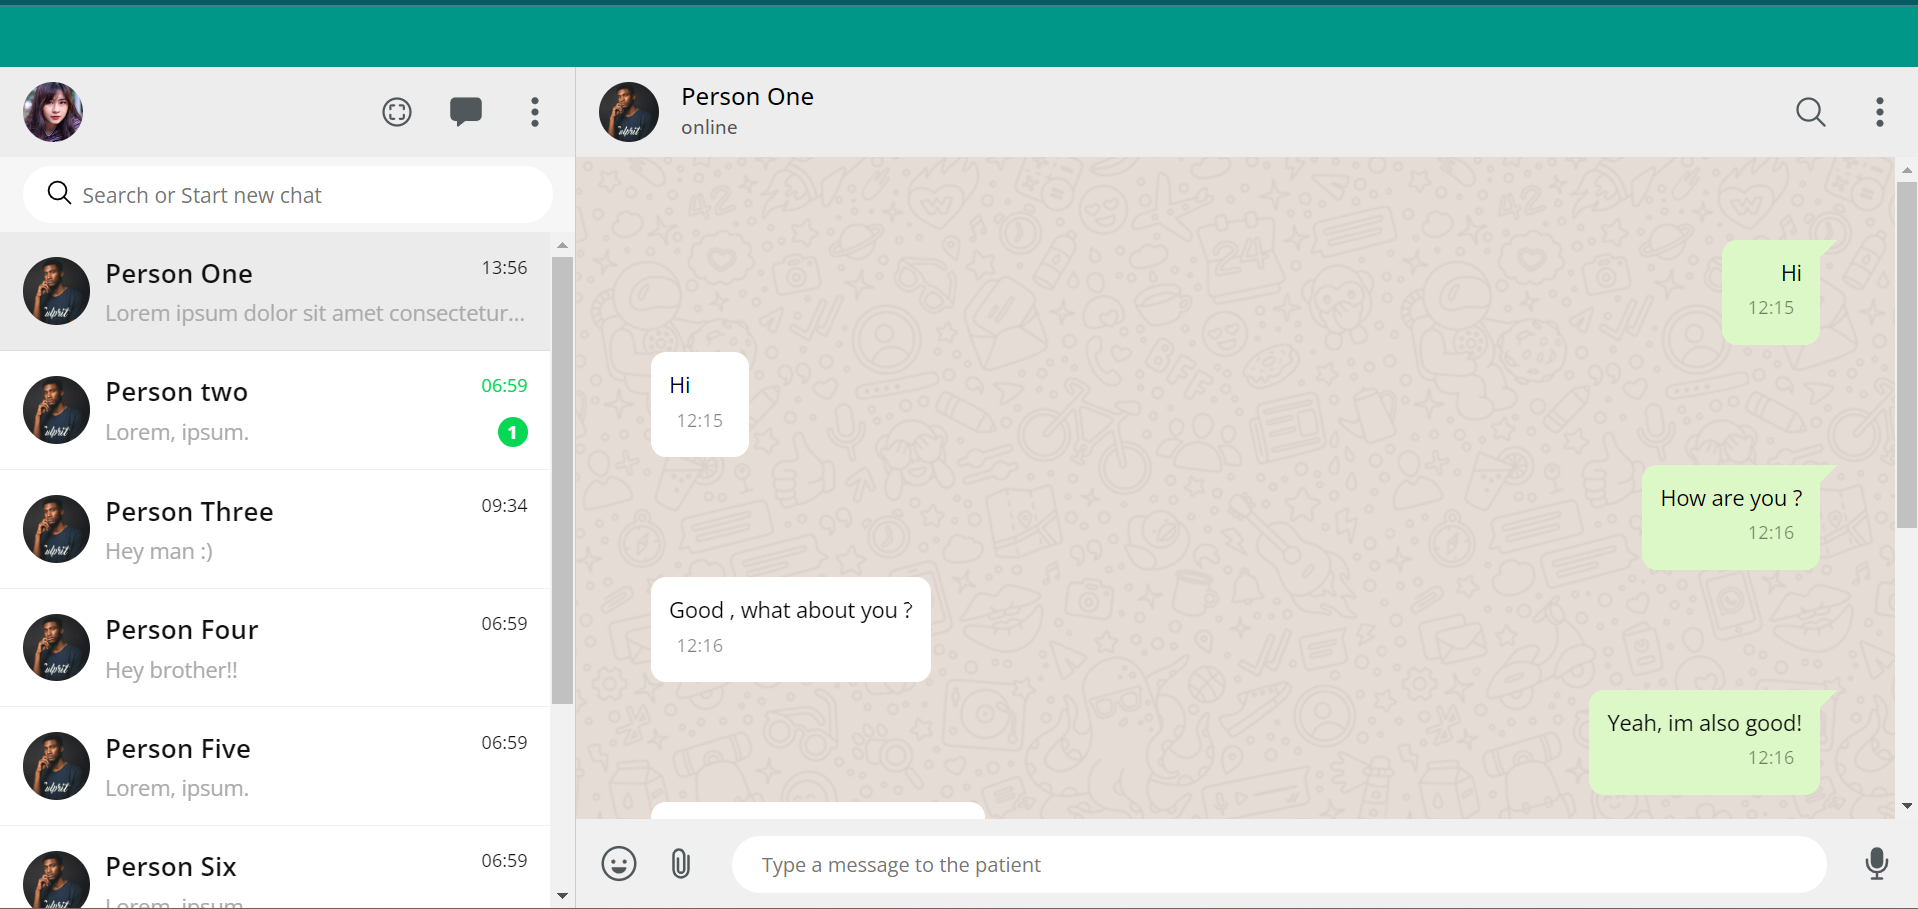 Person One
online
Search or Start new chat
Person One
13:56
Lorem ipsum dolor sit amet consectetur...
Person two
06:59
Lorem, ipsum.
1
Person Three
09:34
Hey man :)
Person Four
06:59
Hey brother!!
Person Five
06:59
Lorem, ipsum.
Person Six
06:59
Lorem, ipsum.
Hi
12:15
Hi
12:15
How are you ?
12:16
Good , what about you ?
12:16
Yeah, im also good!
12:16
Type a message to the patient